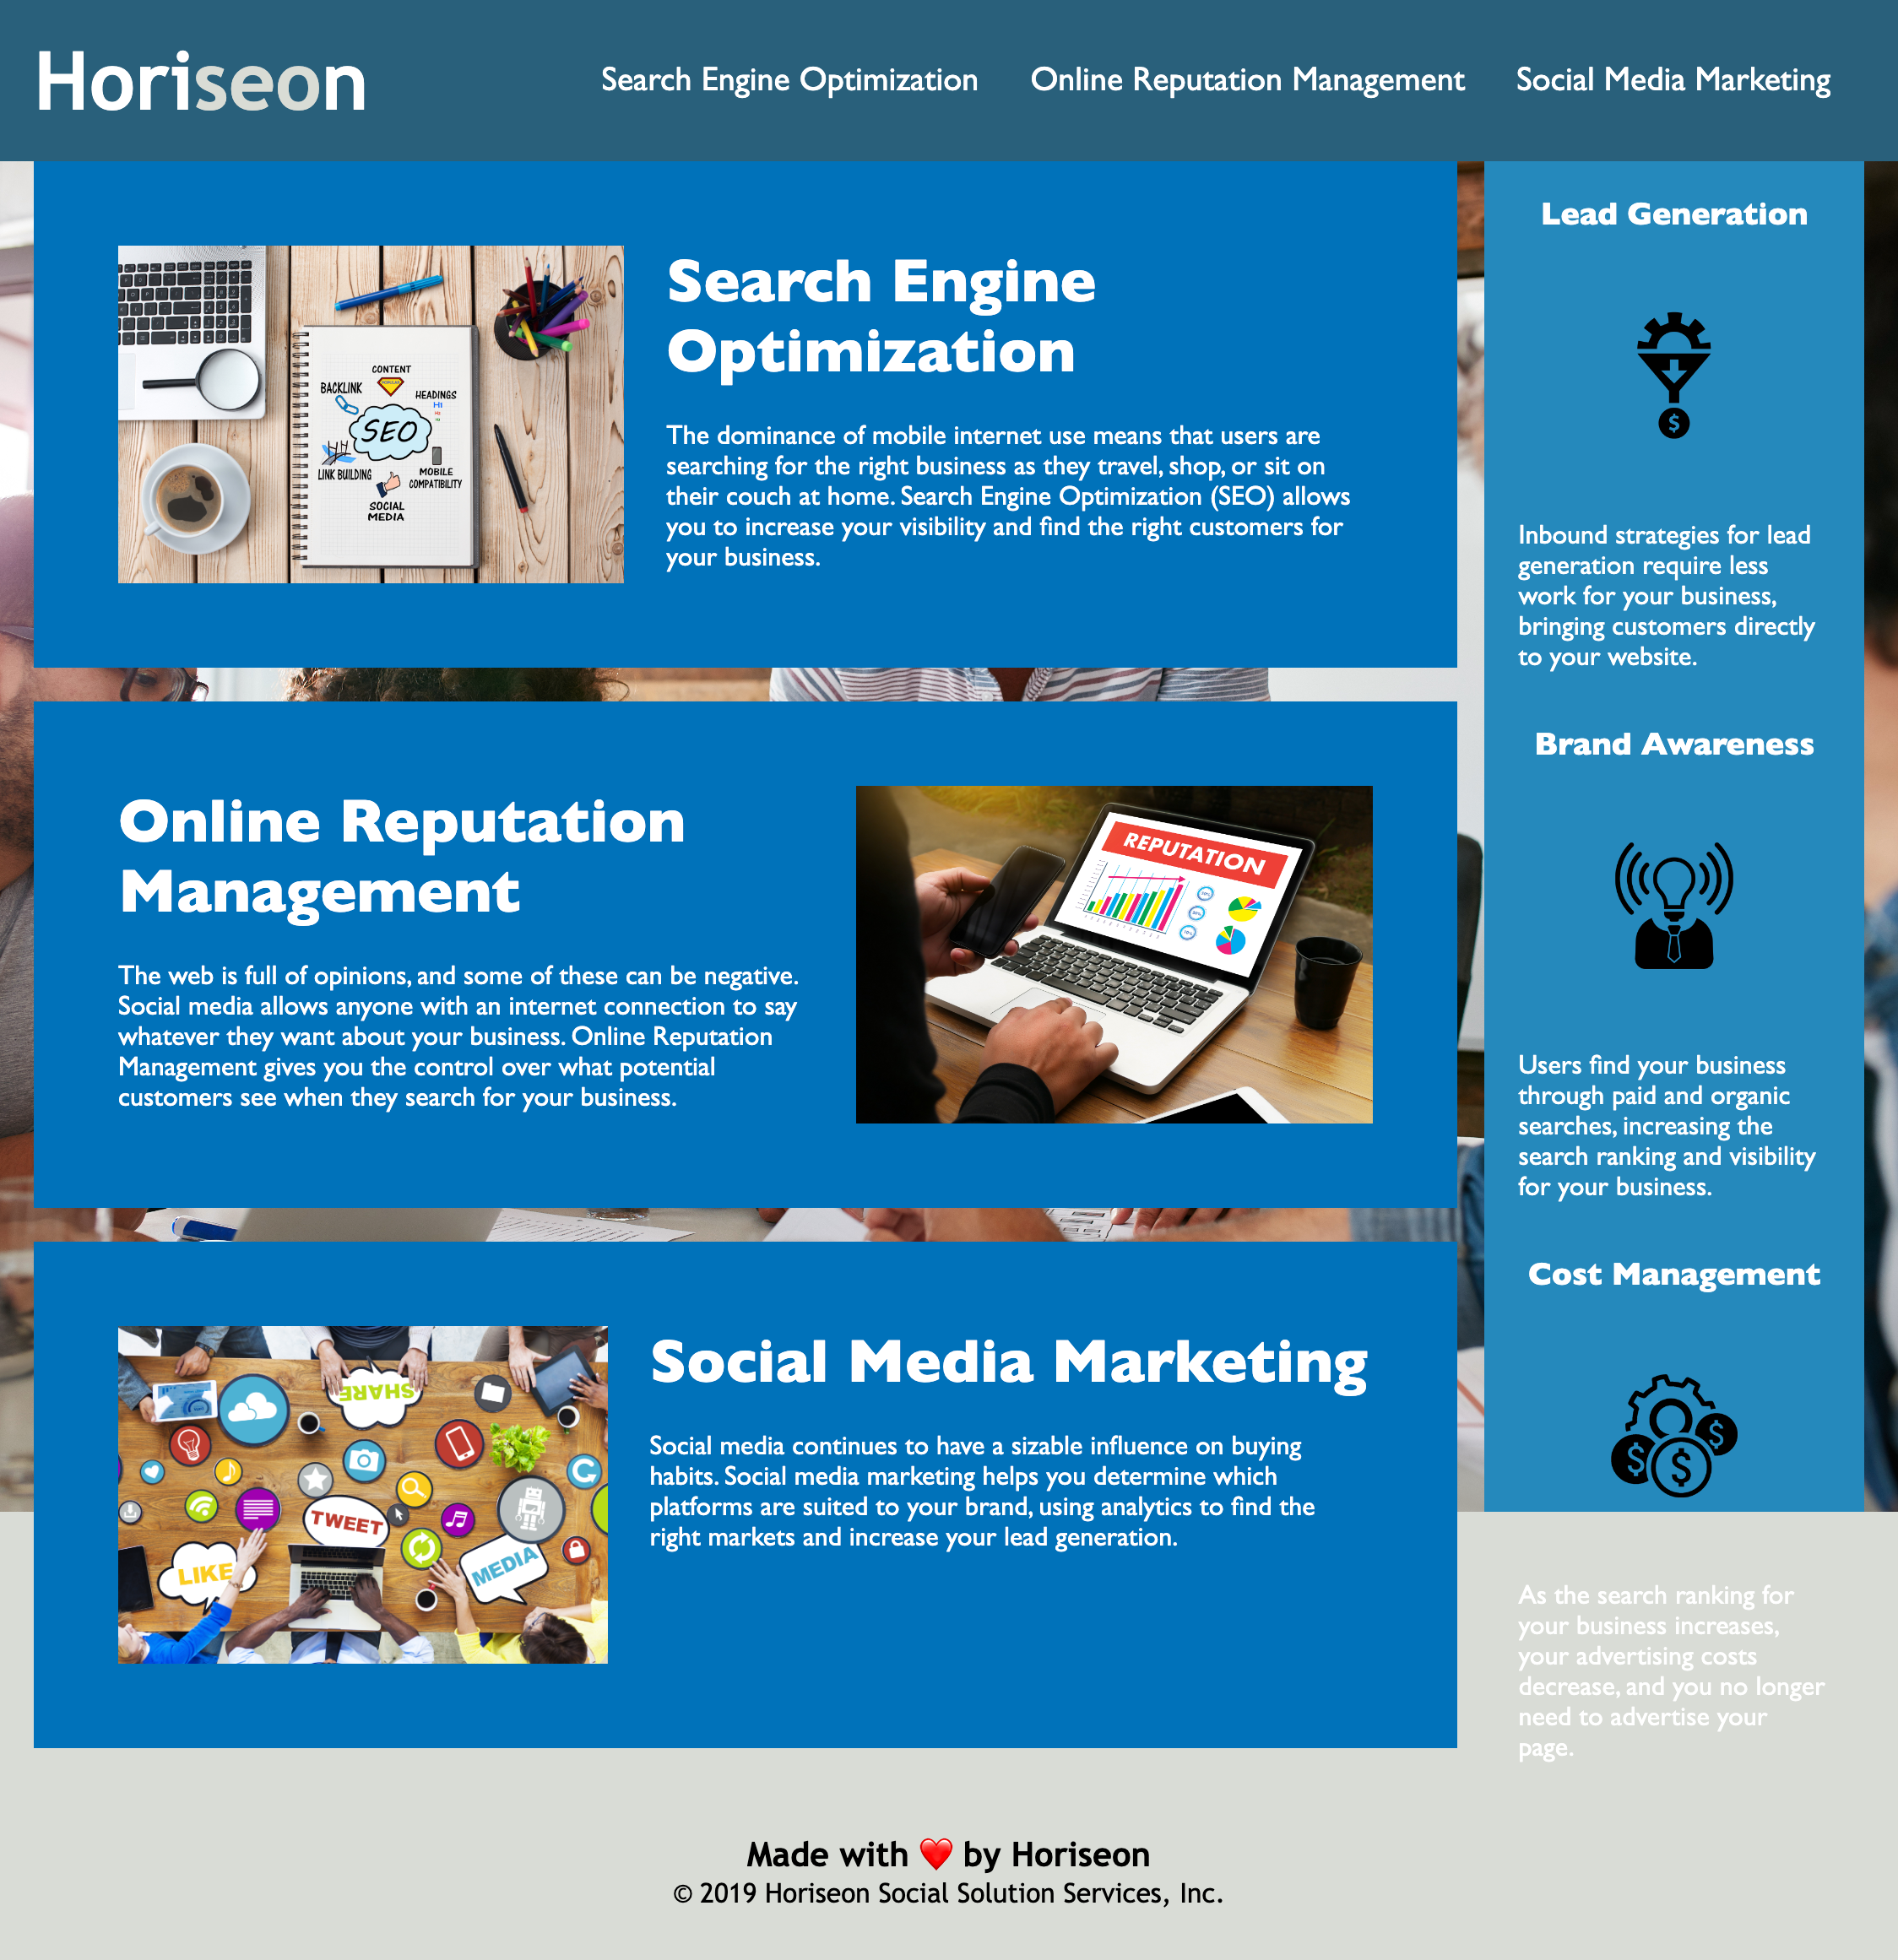 Horiseon
Search Engine Optimization
Online Reputation Management
Social Media Marketing
CONTENT
BACKLINK
HEADINGS
H1
SEO
LINK BUILDING
MOBILE
COMPATIBILITY
SOCIAL
MEDIA
Search Engine
Optimization
The dominance of mobile internet use means that users are
searching for the right business as they travel, shop, or sit on
their couch at home. Search Engine Optimization (SEO) allows
you to increase your visibility and find the right customers for
your business.
Online Reputation
Management
The web is full of opinions, and some of these can be negative.
Social media allows anyone with an internet connection to say
whatever they want about your business. Online Reputation
Management gives you the control over what potential
customers see when they search for your business.
REPUTATION
SHARE
TWEET
LIKE
MEDIA
Social Media Marketing
Social media continues to have a sizable influence on buying
habits. Social media marketing helps you determine which
platforms are suited to your brand, using analytics to find the
right markets and increase your lead generation.
Lead Generation
$
Inbound strategies for lead
generation require less
work for your business,
bringing customers directly
to your website.
Brand Awareness
Users find your business
through paid and organic
searches, increasing the
search ranking and visibility
for your business.
Cost Management
$ $ $
As the search ranking for
your business increases,
your advertising costs
decrease, and you no longer
need to advertise your
page.
Made with ❤️ by Horiseon
© 2019 Horiseon Social Solution Services, Inc.